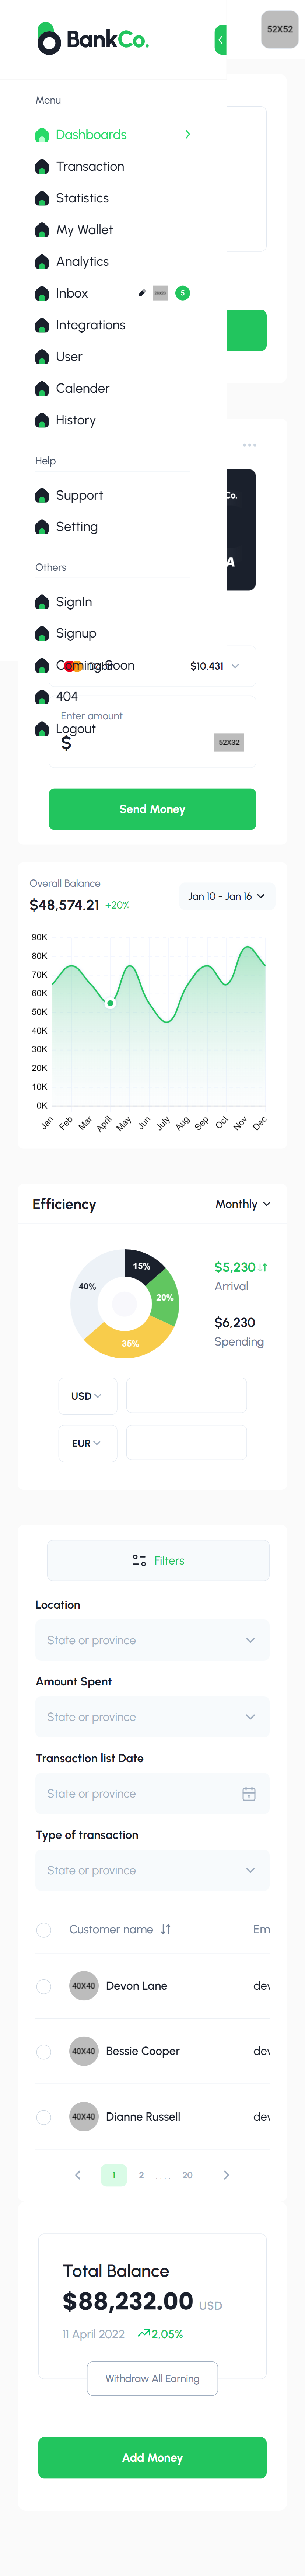 BankCo.
52X52
Menu
Dashboards
Transaction
Statistics
My Wallet
Analytics
Inbox 5
Integrations
User
Calender
History
Co.
Help
Support
Setting
A
Others
SignIn
Signup
Coming Soon
$10,431
404
Enter amount
Logout
$
52X32
Send Money
Overall Balance
$48,574.21 +20%
Jan 10 - Jan 16
90K
80K
70K
60K
50K
40K
30K
20K
10K
0K
Jan Feb Mar April May Jun July Aug Sep Oct Nov Dec
Efficiency
Monthly
15%
20%
35%
40%
$5,230
Arrival
$6,230
Spending
USD
EUR
Filters
Location
State or province
Amount Spent
State or province
Transaction list Date
State or province
Type of transaction
State or province
Customer name Em
40X40 Devon Lane dev
40X40 Bessie Cooper dev
40X40 Dianne Russell dev
1 2 .... 20
Total Balance
$88,232.00 USD
11 April 2022 2,05%
Withdraw All Earning
Add Money